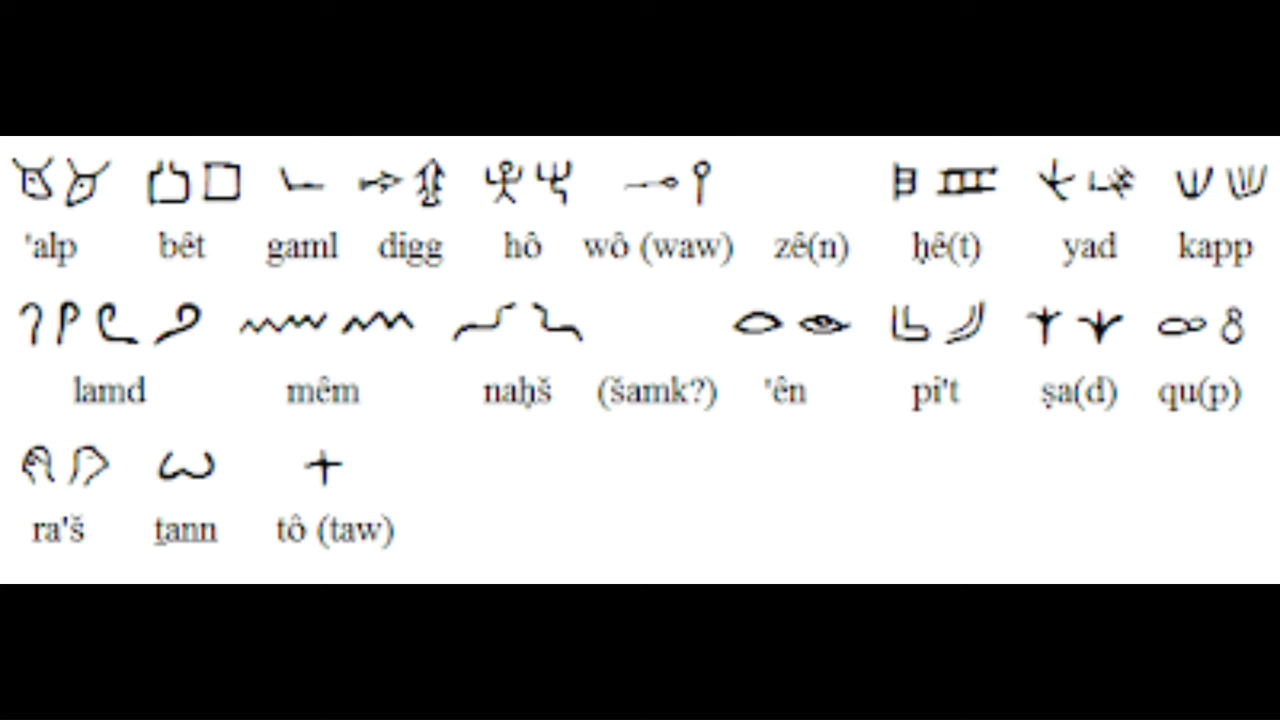 'alp bêt gaml digg hô wô (waw) zê(n) ḥê(t) yad kapp
lamd mêm naḥš (šamk?) 'ên pi't ṣa(d) qu(p)
ra'š ṯann tô (taw)